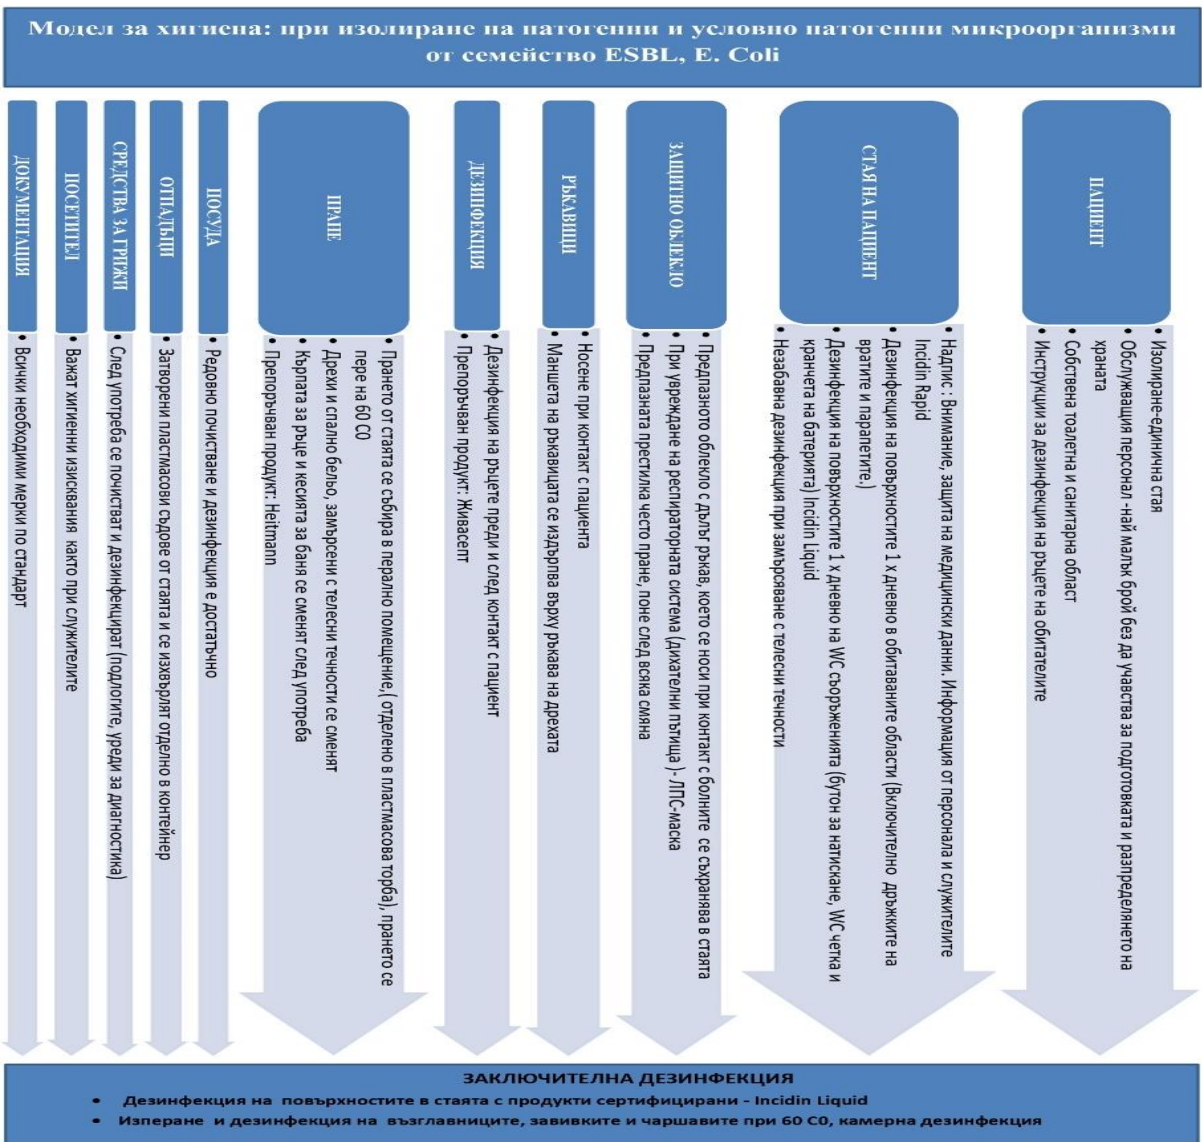 Модел за хигиена: при изолиране на патогенни и условно патогенни микроорганизми
от семейство ESBL, E. Coli
ПАЦИЕНТ
• Изолиране-единична стая
• Обслужващия персонал -най малък брой без да учавства за подготовката и разпределянето на
храната
• Собствена тоалетна и санитарна област
• Инструкции за дезинфекция на ръцете на обитателите
СТАЯ НА ПАЦИЕНТ
• Надпис : Внимание, защита на медицински данни. Информация от персонала и служителите
Incidin Rapid
• Дезинфекция на повърхностите 1 х дневно в обитаваните области (Включително дръжките на
вратите и парапетите.)
• Дезинфекция на повърхностите 1 х дневно на WC съоръженията (бутон за натискане, WC четка и
кранчета на батерията) Incidin Liquid
• Незабавна дезинфекция при замърсяване с телесни течности
ЗАЩИТНО ОБЛЕКЛО
• Предпазното облекло с дълъг ръкав, което се носи при контакт с болните се съхранява в стаята
• При увреждане на респираторната система (дихателни пътища )- ЛПС-маска
• Предпазната престилка често пране, поне след всяка смяна
РЪКАВИЦИ
• Носене при контакт с пациента
• Маншета на ръкавицата се издърпва върху ръкава на дрехата
ДЕЗИНФЕКЦИЯ
• Дезинфекция на ръцете преди и след контакт с пациент
• Препоръчван продукт: Живасепт
ПРАНЕ
• Прането от стаята се събира в перално помещение,( отделено в пластмасова торба), прането се
пере на 60 С0
• Дрехи и спално бельо, замърсени с телесни течности се сменят
• Кърпата за ръце и кесията за баня се сменят след употреба
• Препоръчван продукт: Heitmann
ПОСУДА
• Редовно почистване и дезинфекция е достатъчно
ОТПАДЪЦИ
• Затворени пластмасови съдове от стаята и се изхвърлят отделно в контейнер
СРЕДСТВА ЗА ГРИЖИ
• След употреба се почистват и дезинфекцират (подлогите, уреди за диагностика)
ПОСЕТИТЕЛ
• Важат хигиенни изисквания както при служителите
ДОКУМЕНТАЦИЯ
• Всички необходими мерки по стандарт
ЗАКЛЮЧИТЕЛНА ДЕЗИНФЕКЦИЯ
• Дезинфекция на повърхностите в стаята с продукти сертифицирани - Incidin Liquid
• Изперане и дезинфекция на възглавниците, завивките и чаршавите при 60 С0, камерна дезинфекция